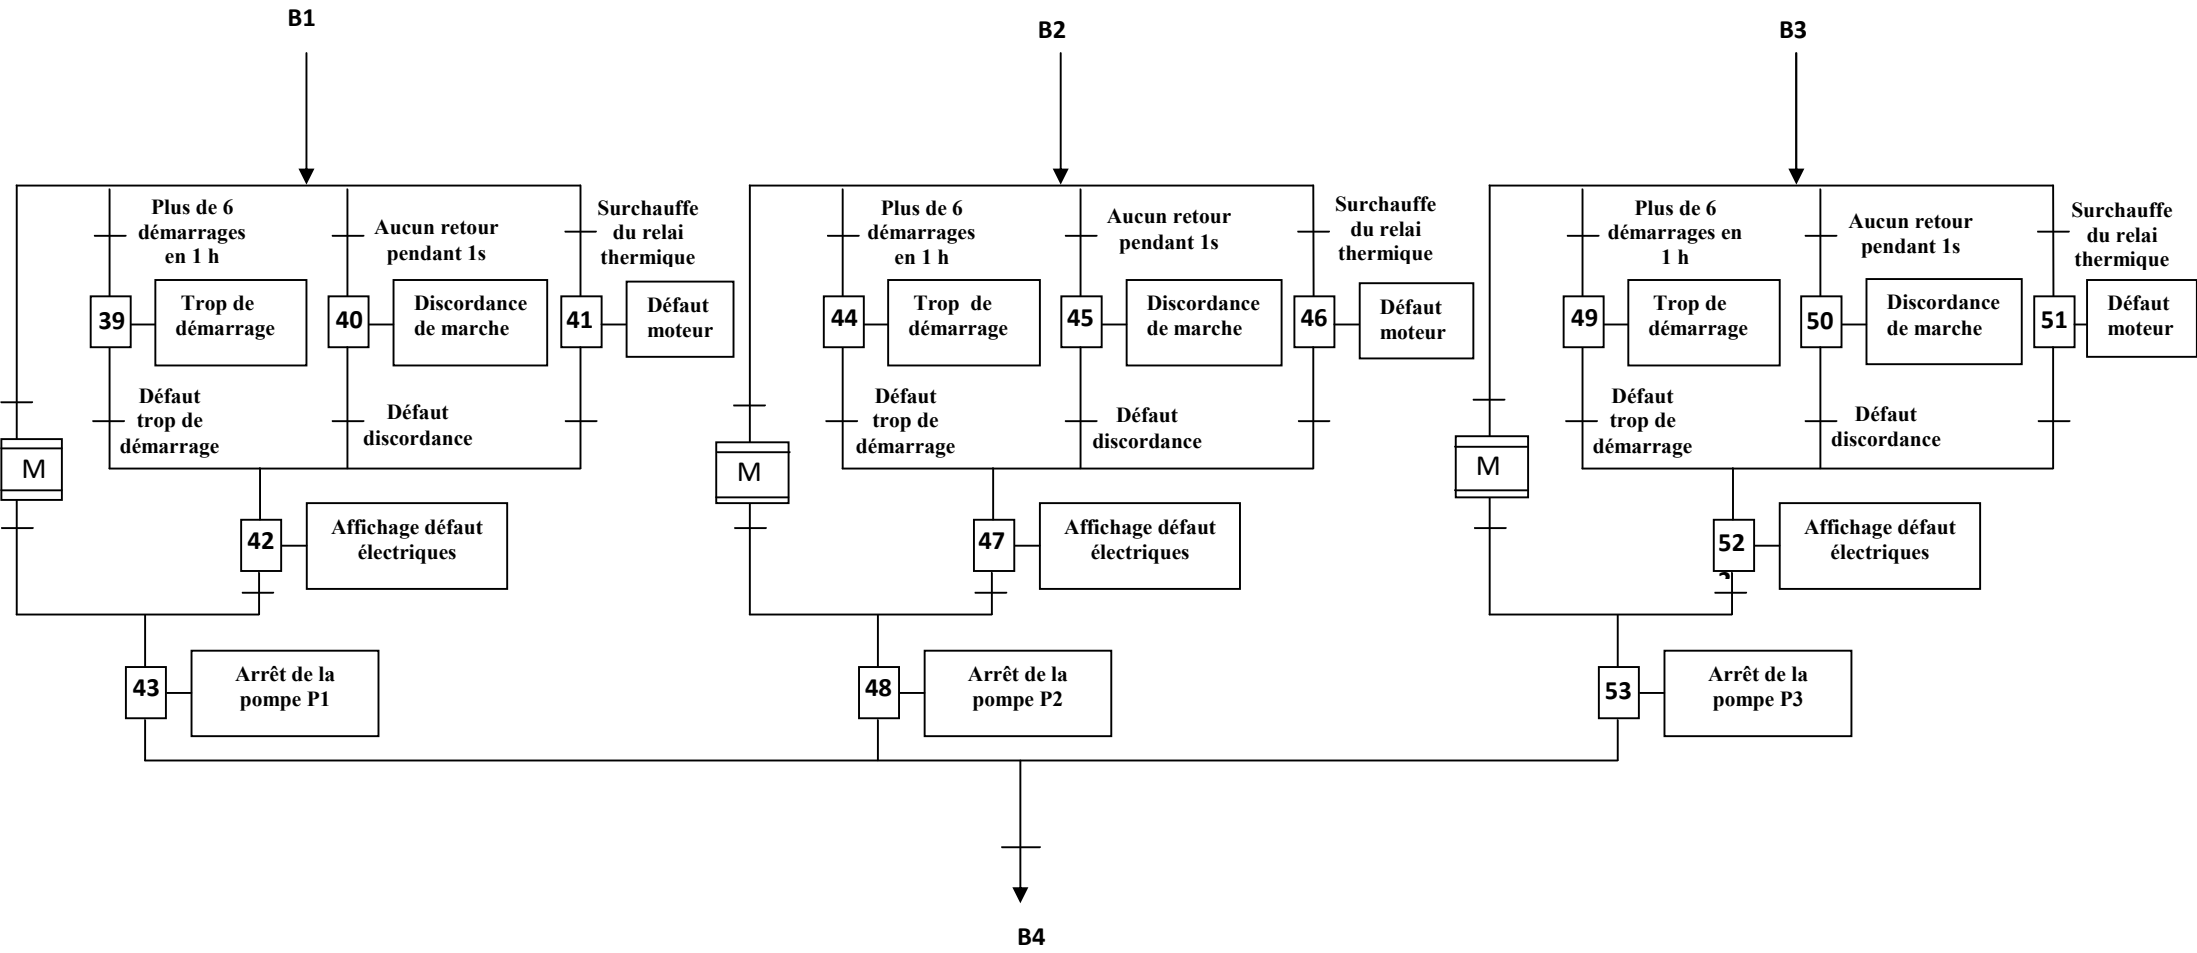 B1
B2
B3
Plus de 6
démarrages
en 1 h
Aucun retour
pendant 1s
Surchauffe
du relai
thermique
39
Trop de
démarrage
40
Discordance
de marche
41
Défaut
moteur
Défaut
trop de
démarrage
Défaut
discordance
M
42
Affichage défaut
électriques
43
Arrêt de la
pompe P1
Plus de 6
démarrages
en 1 h
Aucun retour
pendant 1s
Surchauffe
du relai
thermique
44
Trop de
démarrage
45
Discordance
de marche
46
Défaut
moteur
Défaut
trop de
démarrage
Défaut
discordance
M
47
Affichage défaut
électriques
48
Arrêt de la
pompe P2
Plus de 6
démarrages en
1 h
Aucun retour
pendant 1s
Surchauffe
du relai
thermique
49
Trop de
démarrage
50
Discordance
de marche
51
Défaut
moteur
Défaut
trop de
démarrage
Défaut
discordance
M
52
Affichage défaut
électriques
53
Arrêt de la
pompe P3
B4